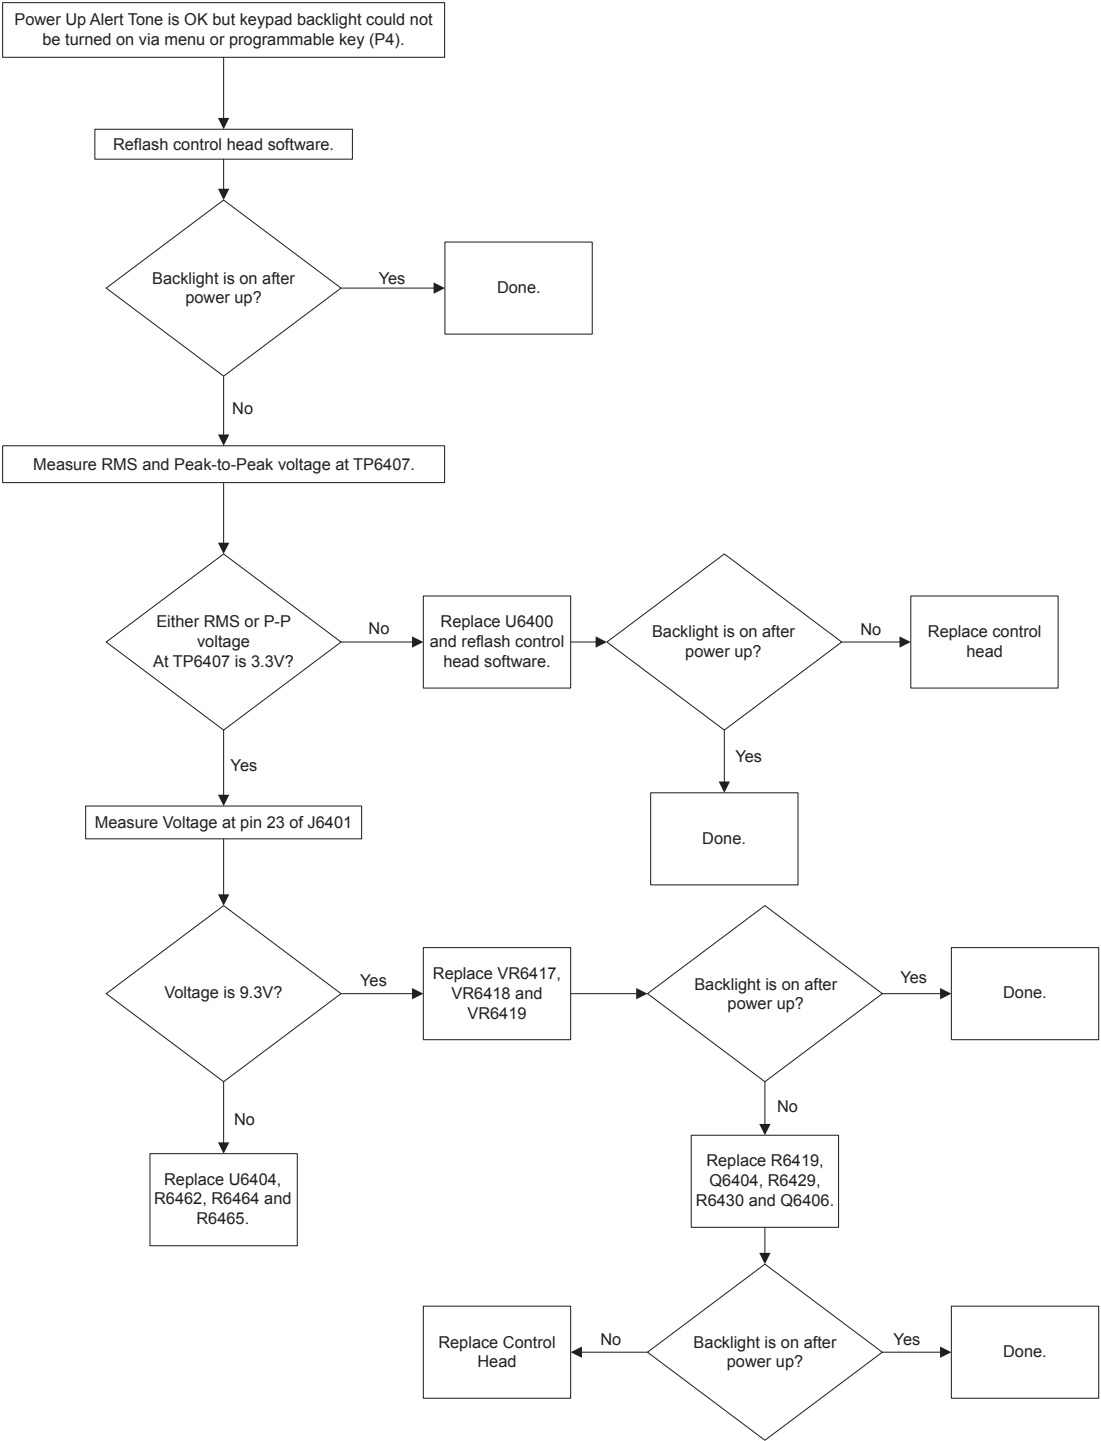 Power Up Alert Tone is OK but keypad backlight could not
be turned on via menu or programmable key (P4).
Reflash control head software.
Backlight is on after
power up?
Yes
Done.
No
Measure RMS and Peak-to-Peak voltage at TP6407.
Either RMS or P-P
voltage
At TP6407 is 3.3V?
No
Replace U6400
and reflash control
head software.
Backlight is on after
power up?
No
Replace control
head
Yes
Done.
Yes
Measure Voltage at pin 23 of J6401
Voltage is 9.3V?
Yes
Replace VR6417,
VR6418 and
VR6419
Backlight is on after
power up?
Yes
Done.
No
Replace U6404,
R6462, R6464 and
R6465.
No
Replace R6419,
Q6404, R6429,
R6430 and Q6406.
Backlight is on after
power up?
No
Replace Control
Head
Yes
Done.